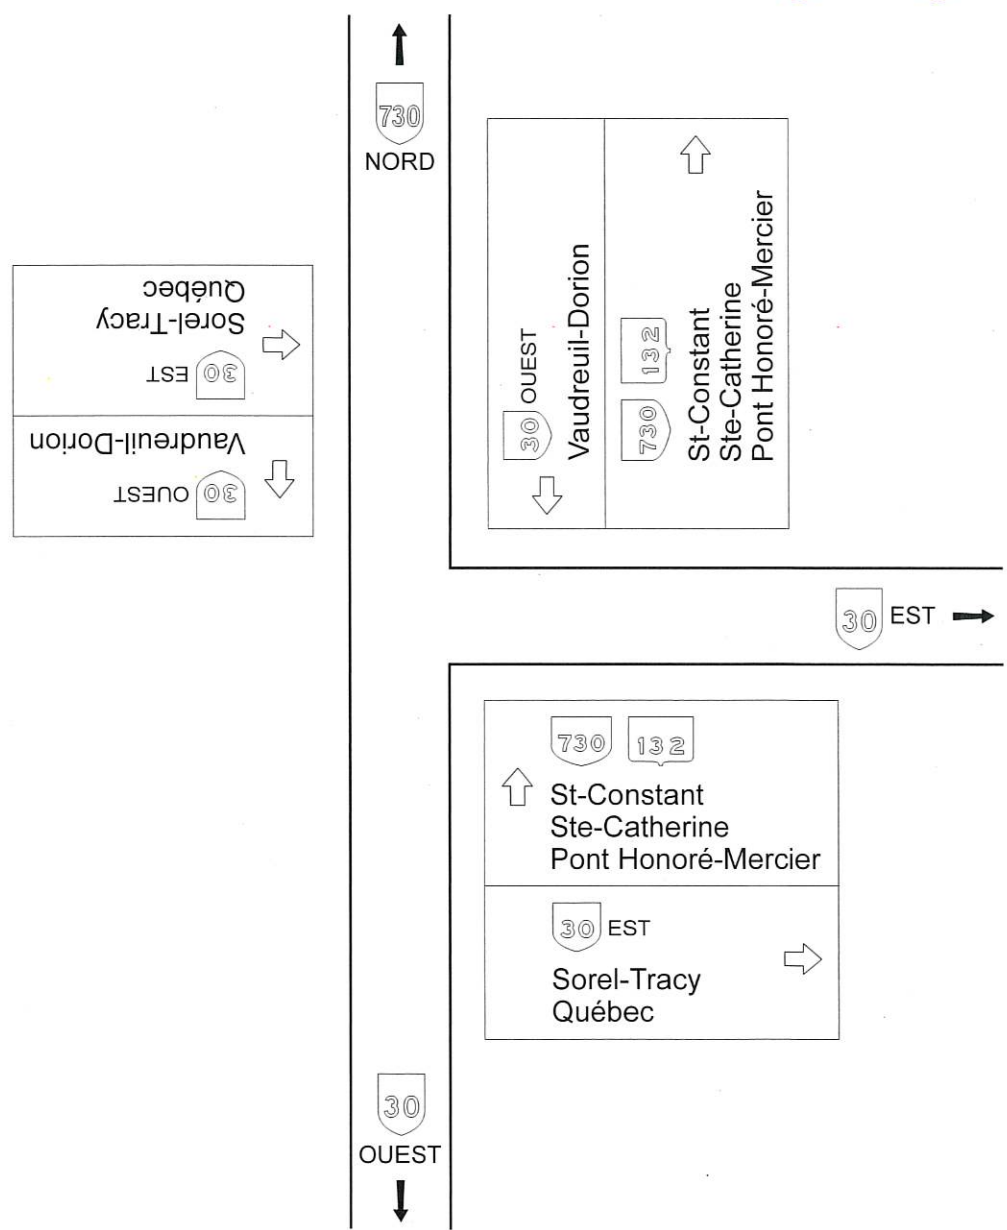 730
NORD
30 OUEST
Vaudreuil-Dorion
730 132
St-Constant
Ste-Catherine
Pont Honoré-Mercier
30 OUEST
Vaudreuil-Dorion
30 EST
Sorel-Tracy
Québec
30 EST
730 132
St-Constant
Ste-Catherine
Pont Honoré-Mercier
30 EST
Sorel-Tracy
Québec
30
OUEST